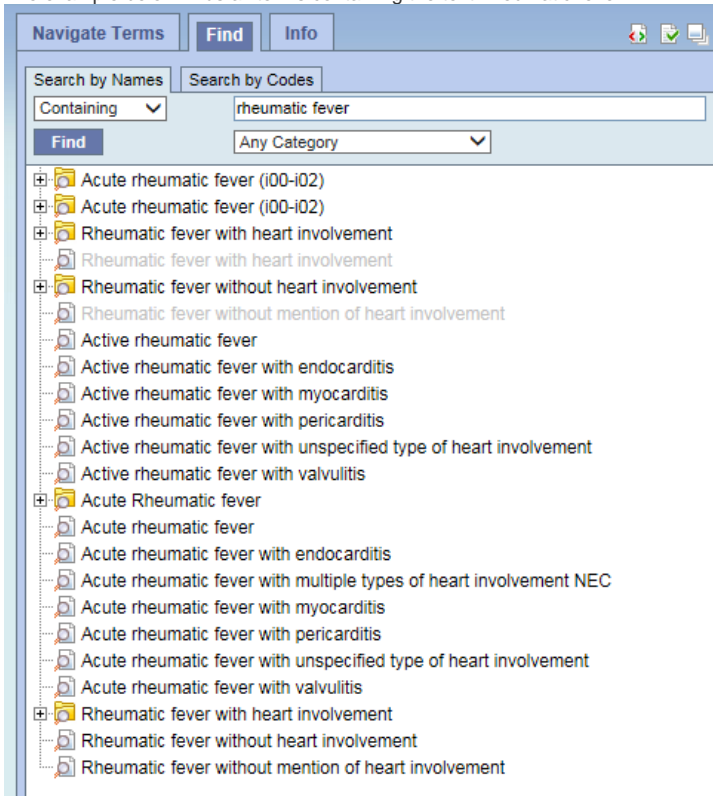 Navigate Terms Find Info
Search by Names Search by Codes
Containing rheumatic fever
Find Any Category
Acute rheumatic fever (i00-i02)
Acute rheumatic fever (i00-i02)
Rheumatic fever with heart involvement
Rheumatic fever with heart involvement
Rheumatic fever without heart involvement
Rheumatic fever without mention of heart involvement
Active rheumatic fever
Active rheumatic fever with endocarditis
Active rheumatic fever with myocarditis
Active rheumatic fever with pericarditis
Active rheumatic fever with unspecified type of heart involvement
Active rheumatic fever with valvulitis
Acute Rheumatic fever
Acute rheumatic fever
Acute rheumatic fever with endocarditis
Acute rheumatic fever with multiple types of heart involvement NEC
Acute rheumatic fever with myocarditis
Acute rheumatic fever with pericarditis
Acute rheumatic fever with unspecified type of heart involvement
Acute rheumatic fever with valvulitis
Rheumatic fever with heart involvement
Rheumatic fever without heart involvement
Rheumatic fever without mention of heart involvement